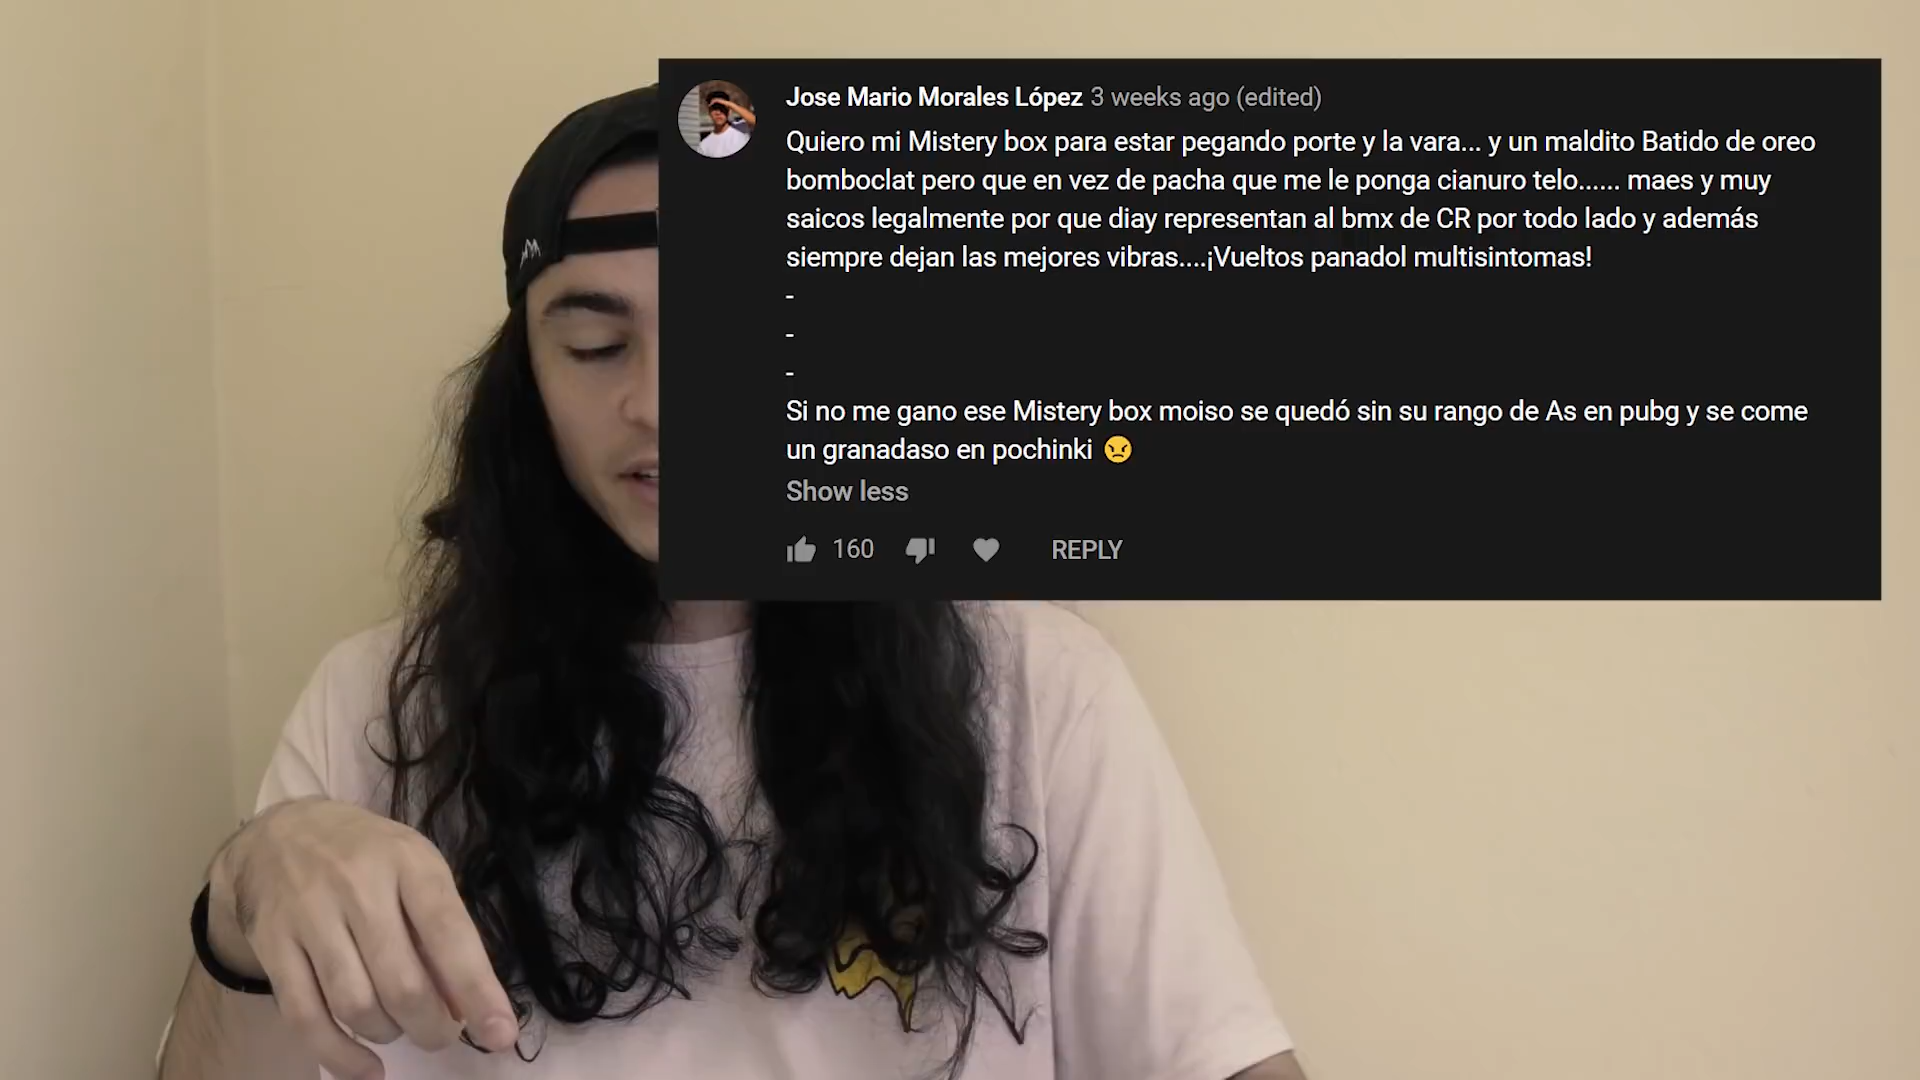 Jose Mario Morales López 3 weeks ago (edited)
Quiero mi Mistery box para estar pegando porte y la vara... y un maldito Batido de oreo
bomboclat pero que en vez de pacha que me le ponga cianuro telo...... maes y muy
saicos legalmente por que diay representan al bmx de CR por todo lado y además
siempre dejan las mejores vibras....¡Vueltos panadol multisintomas!
-
-
-
Si no me gano ese Mistery box moiso se quedó sin su rango de As en pubg y se come
un granadaso en pochinki 😠
Show less
160 REPLY